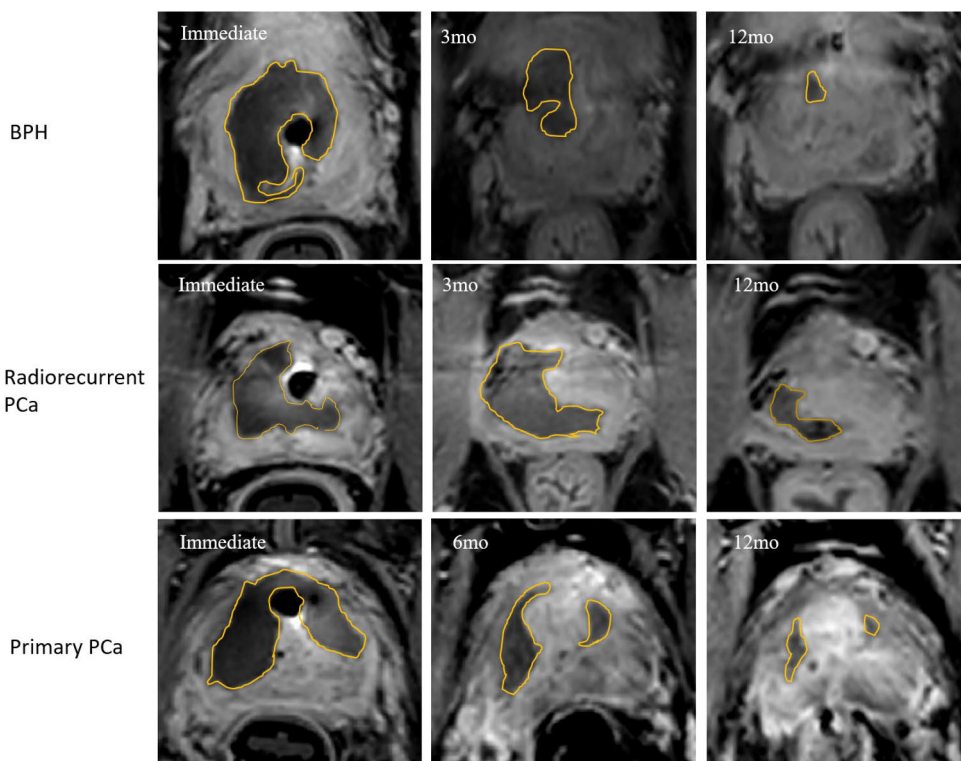 Immediate
3mo
12mo
BPH
Immediate
3mo
12mo
Radiorecurrent
PCa
Immediate
6mo
12mo
Primary PCa